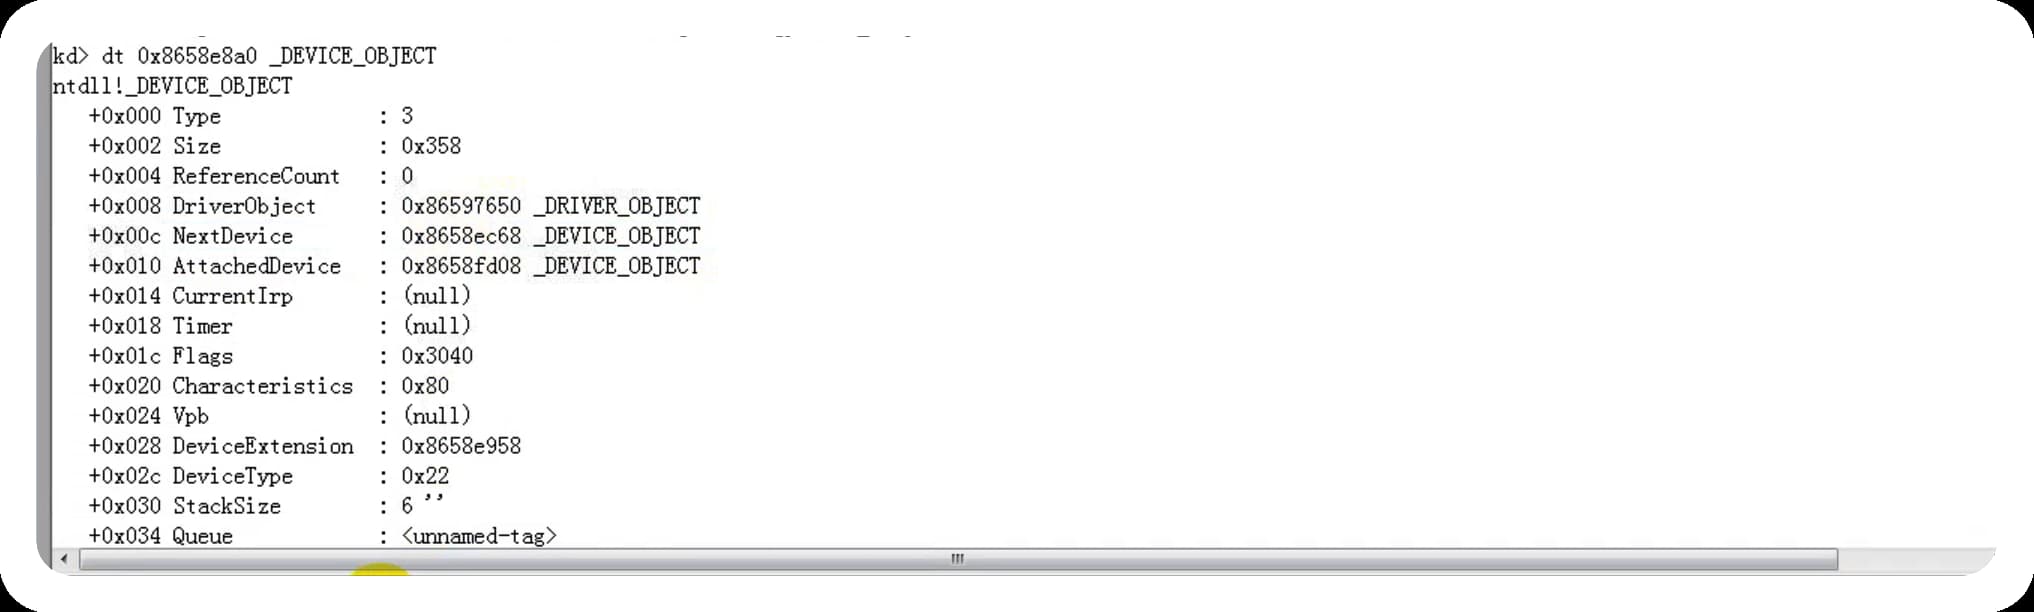 kd> dt 0x8658e8a0 _DEVICE_OBJECT
ntdll!_DEVICE_OBJECT
+0x000 Type : 3
+0x002 Size : 0x358
+0x004 ReferenceCount : 0
+0x008 DriverObject : 0x86597650 _DRIVER_OBJECT
+0x00c NextDevice : 0x8658ec68 _DEVICE_OBJECT
+0x010 AttachedDevice : 0x8658fd08 _DEVICE_OBJECT
+0x014 CurrentIrp : (null)
+0x018 Timer : (null)
+0x01c Flags : 0x3040
+0x020 Characteristics : 0x80
+0x024 Vpb : (null)
+0x028 DeviceExtension : 0x8658e958
+0x02c DeviceType : 0x22
+0x030 StackSize : 6 ''
+0x034 Queue : <unnamed-tag>